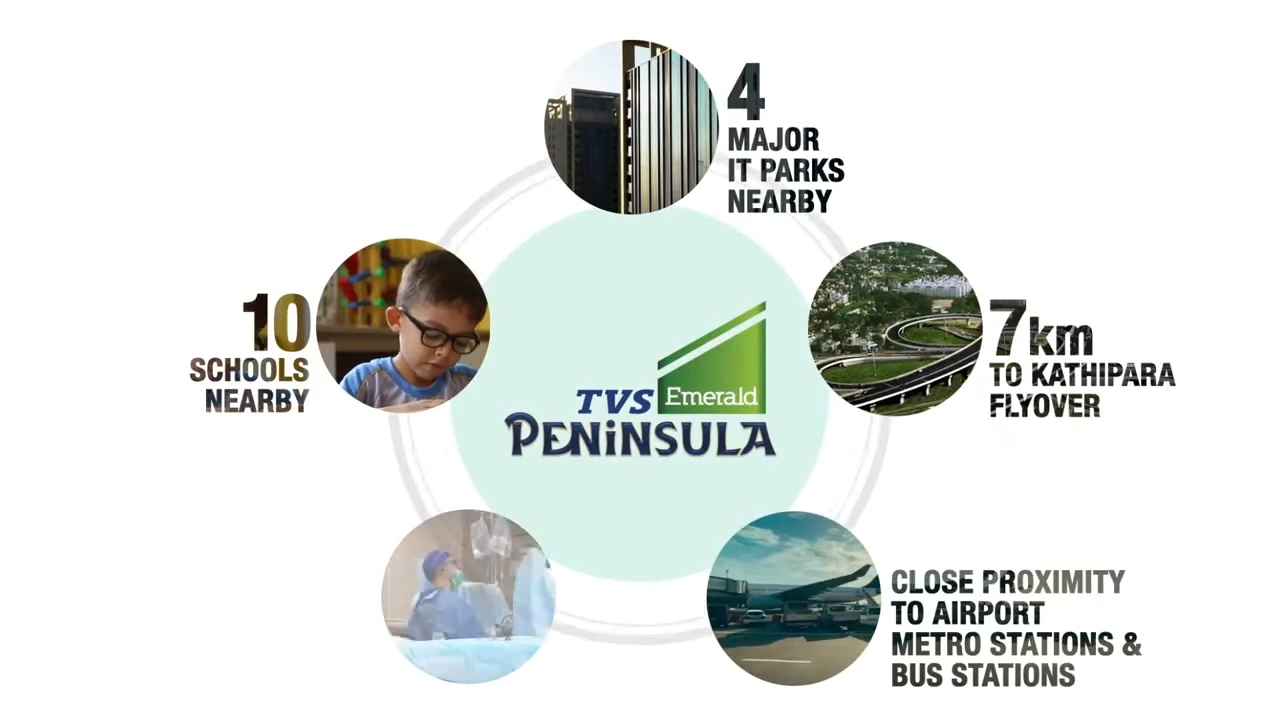 4
MAJOR
IT PARKS
NEARBY
10
SCHOOLS
NEARBY
7km
TO KATHIPARA
FLYOVER
TVS Emerald
PENINSULA
CLOSE PROXIMITY
TO AIRPORT
METRO STATIONS &
BUS STATIONS